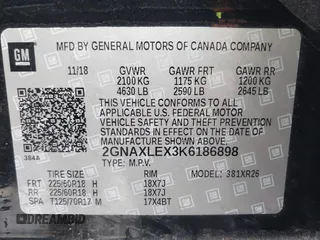 GM
MFD BY GENERAL MOTORS OF CANADA COMPANY
11/18 GVWR GAWR FRT GAWR RR
2100 KG 1175 KG 1200 KG
4630 LB 2590 LB 2645 LB
THIS VEHICLE CONFORMS TO ALL APPLICABLE
U.S. FEDERAL MOTOR VEHICLE
SAFETY, BUMPER, AND THEFT
PREVENTION STANDARDS IN EFFECT ON
THE DATE OF MANUFACTURE SHOWN ABOVE.
384A
2GNAXLEX3K6186898
TYPE: M.P.V. MODEL: 381XR26
TIRE SIZE RIM
FRT 225/60R18 H 18X7J
RR 225/60R18 H 18X7J
SPA T125/70R17 M 17X4BT
DREAMBID